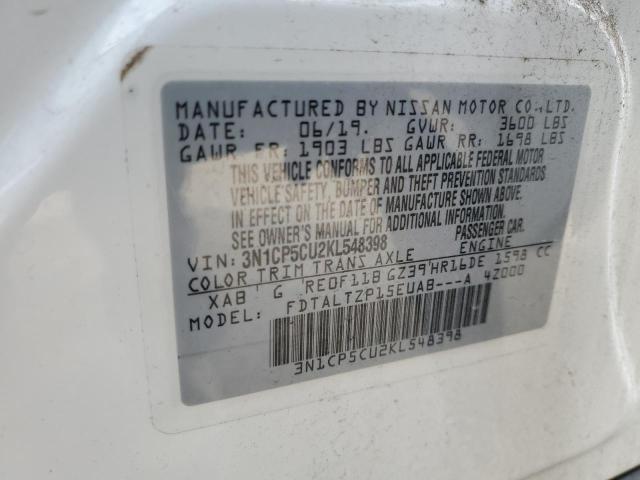 MANUFACTURED BY NISSAN MOTOR CO.,LTD.
DATE: 06/19. GVWR: 3600 LBS
GAWR FR: 1903 LBS GAWR RR: 1698 LBS
THIS VEHICLE CONFORMS TO ALL APPLICABLE FEDERAL MOTOR
VEHICLE SAFETY, BUMPER AND THEFT PREVENTION STANDARDS
IN EFFECT ON THE DATE OF MANUFACTURE SHOWN ABOVE.
SEE OWNER'S MANUAL FOR ADDITIONAL INFORMATION.
VIN: 3N1CP5CU2KL548398 PASSENGER CAR.
COLOR TRIM TRANS AXLE ENGINE
XAB G RE0F11B GZ39 HR16DE 1598 CC
MODEL: FDTALTZP15EUAB---A 4Z000
3N1CP5CU2KL548398